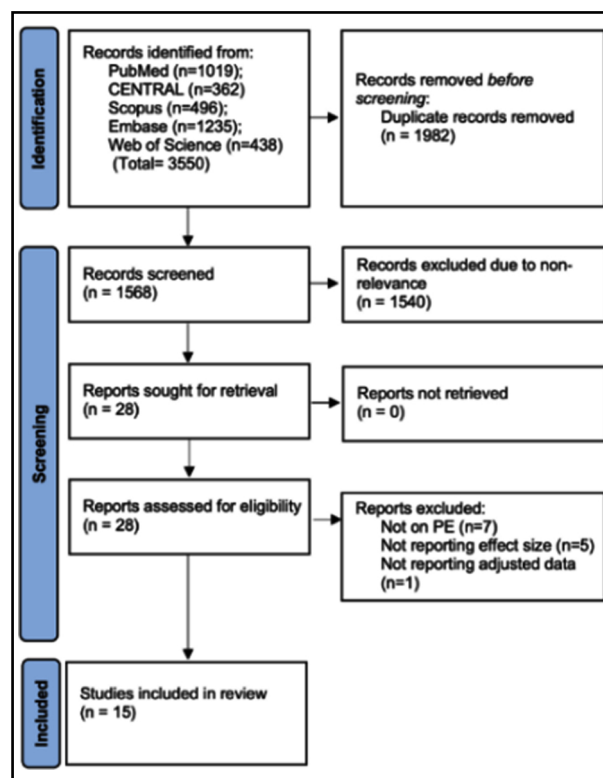 Identification
Records identified from:
PubMed (n=1019);
CENTRAL (n=362)
Scopus (n=496);
Embase (n=1235);
Web of Science (n=438)
(Total= 3550)
Records removed before
screening:
Duplicate records removed
(n = 1982)
Screening
Records screened
(n = 1568)
Records excluded due to non-
relevance
(n = 1540)
Reports sought for retrieval
(n = 28)
Reports not retrieved
(n = 0)
Reports assessed for eligibility
(n = 28)
Reports excluded:
Not on PE (n=7)
Not reporting effect size (n=5)
Not reporting adjusted data
(n=1)
Included
Studies included in review
(n = 15)